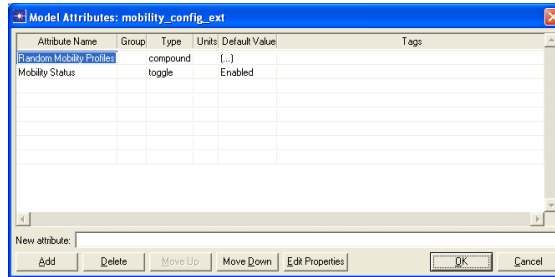 Model Attributes: mobility_config_ext
Attribute Name Group Type Units Default Value Tags
Random Mobility Profiles compound (...)
Mobility Status toggle Enabled
New attribute:
Add Delete Move Up Move Down Edit Properties OK Cancel